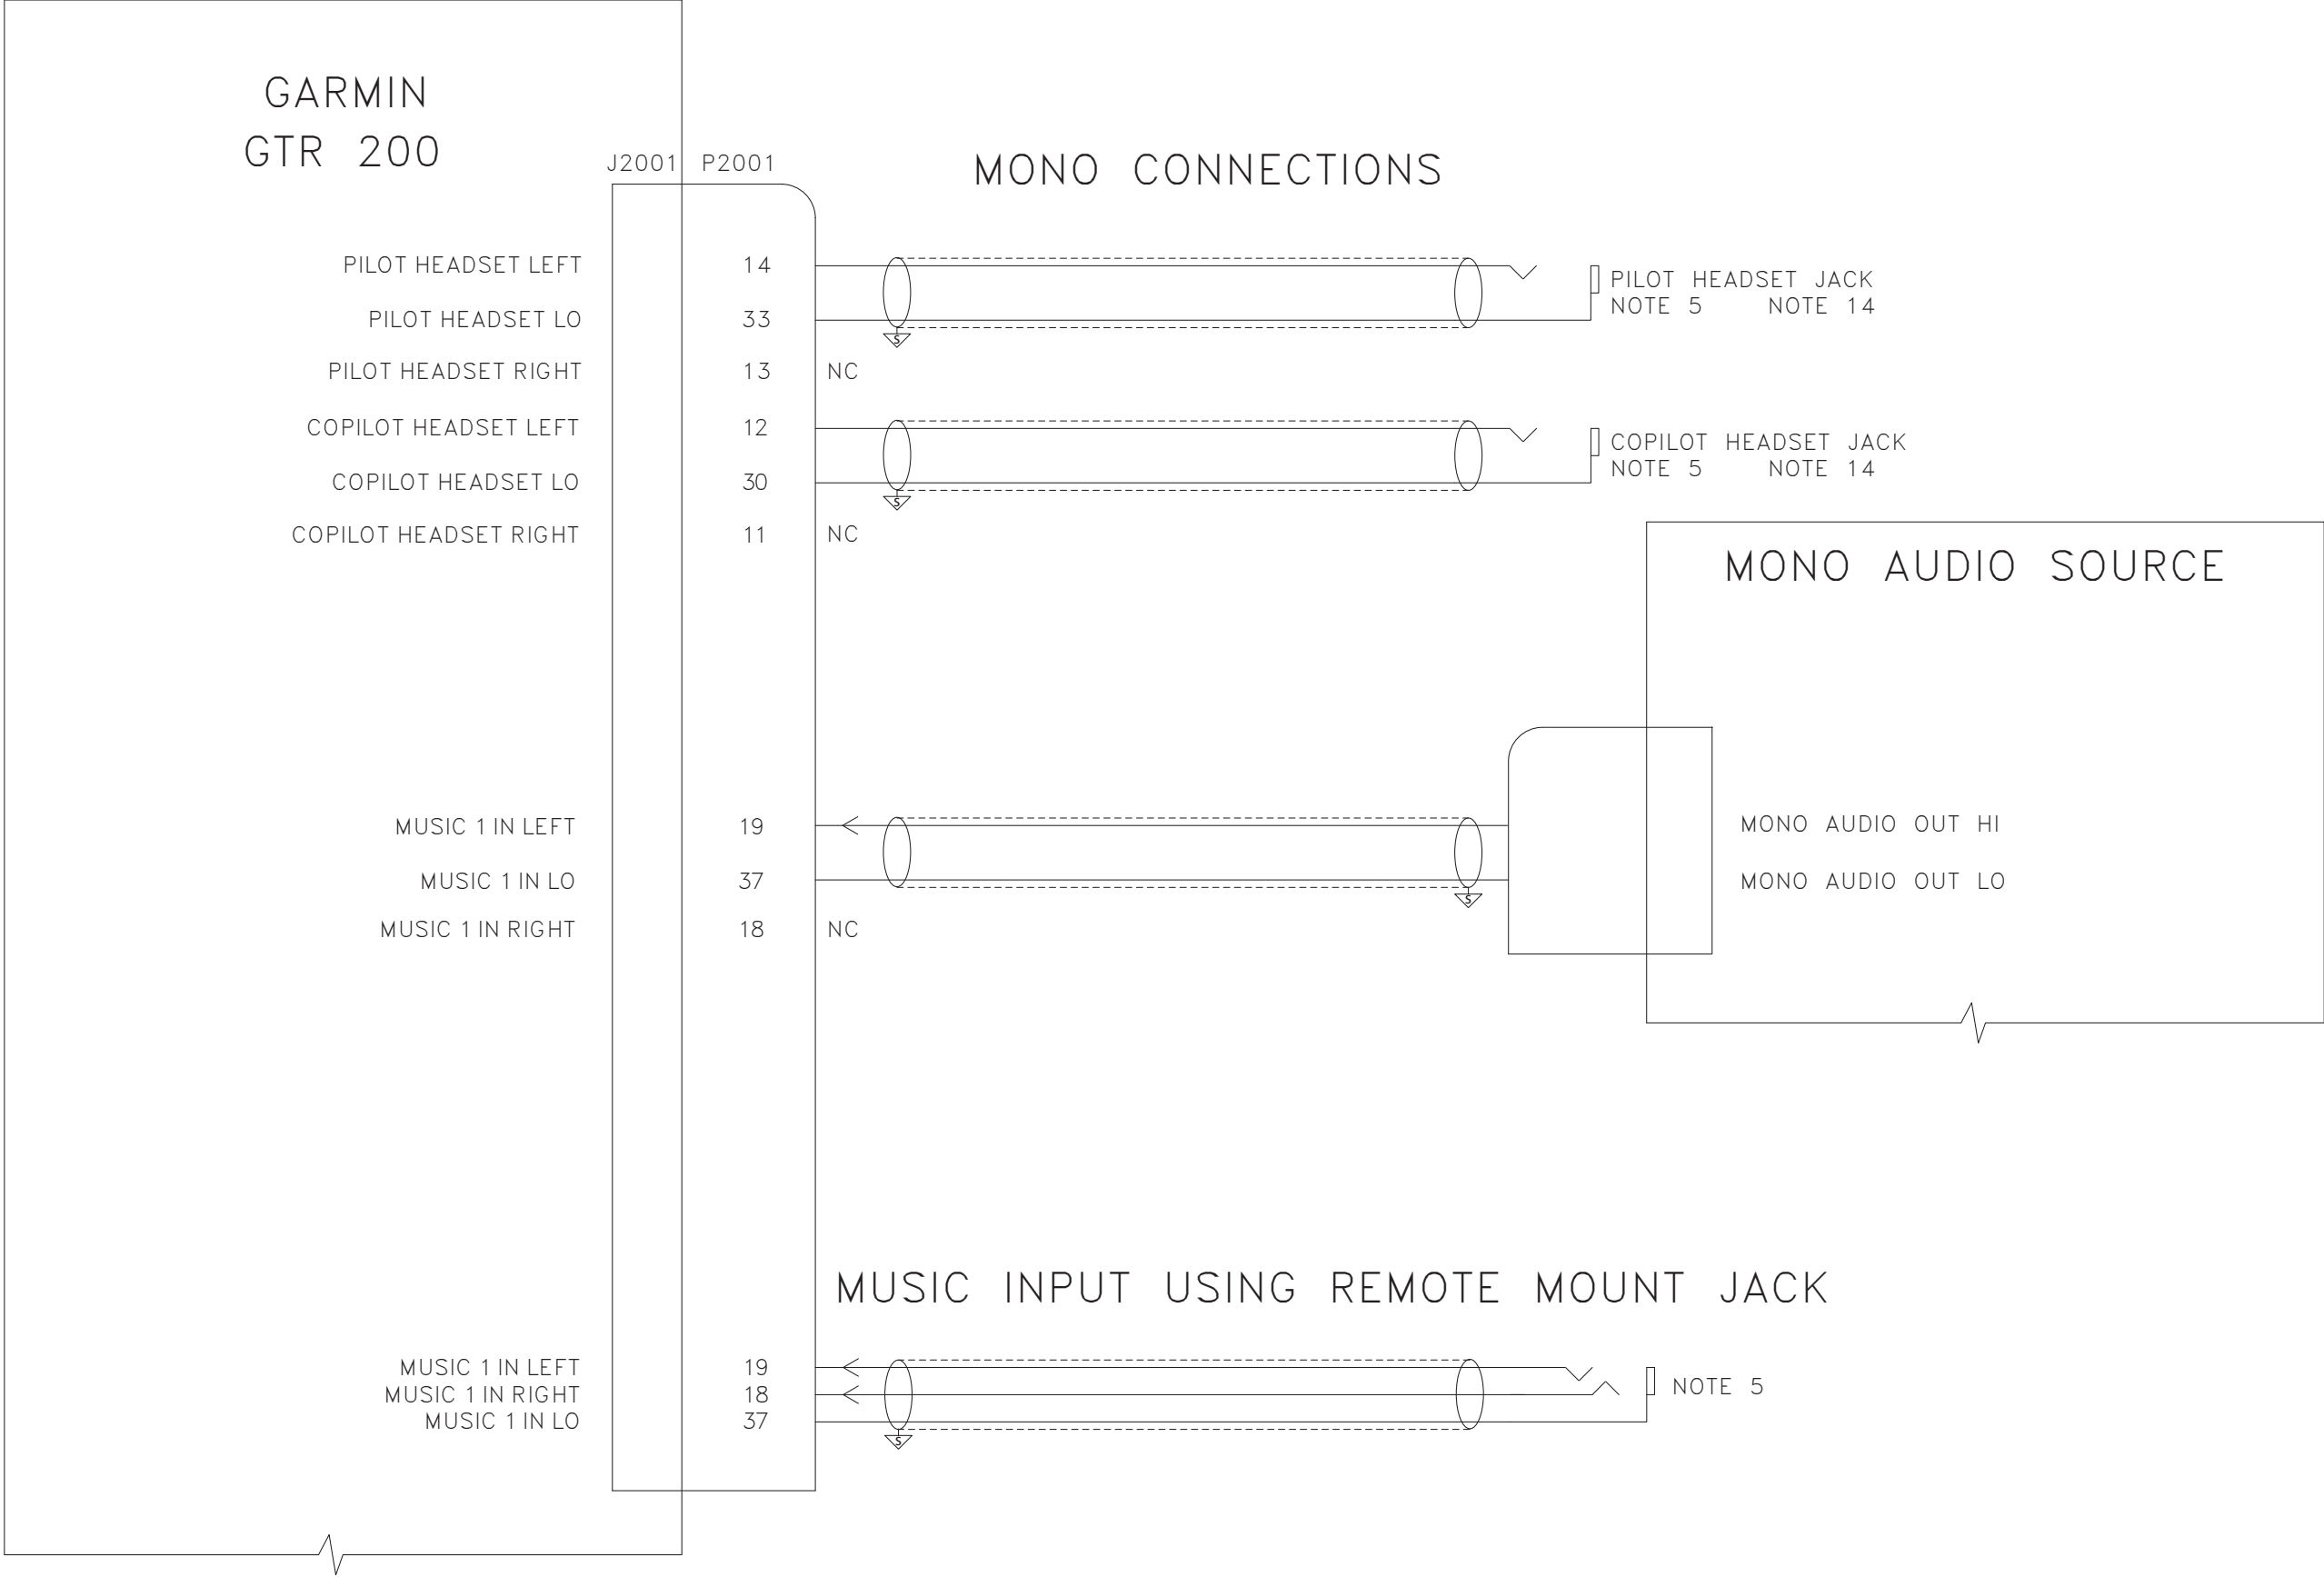 GARMIN
GTR 200
J2001 P2001
MONO CONNECTIONS
PILOT HEADSET LEFT 14
PILOT HEADSET JACK
NOTE 5 NOTE 14
PILOT HEADSET LO 33
S
PILOT HEADSET RIGHT 13 NC
COPILOT HEADSET LEFT 12
COPILOT HEADSET JACK
NOTE 5 NOTE 14
COPILOT HEADSET LO 30
S
COPILOT HEADSET RIGHT 11 NC
MONO AUDIO SOURCE
MUSIC 1 IN LEFT 19 MONO AUDIO OUT HI
MUSIC 1 IN LO 37 MONO AUDIO OUT LO
S
MUSIC 1 IN RIGHT 18 NC
MUSIC INPUT USING REMOTE MOUNT JACK
MUSIC 1 IN LEFT 19
NOTE 5
MUSIC 1 IN RIGHT 18
MUSIC 1 IN LO 37
S